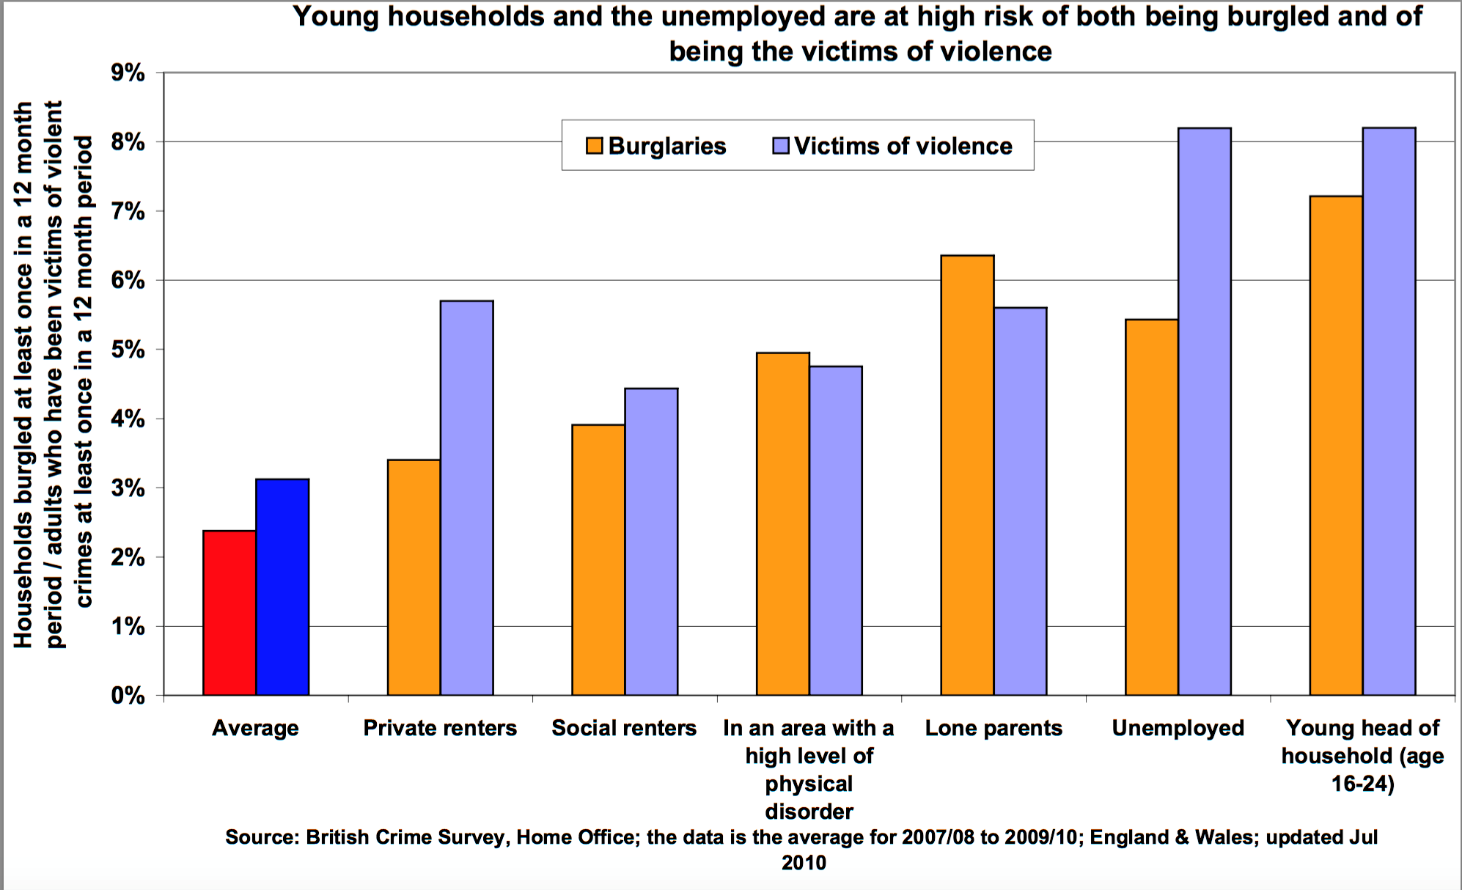 Young households and the unemployed are at high risk of both being burgled and of
being the victims of violence
Households burgled at least once in a 12 month
period / adults who have been victims of violent
crimes at least once in a 12 month period
9%
8%
7%
6%
5%
4%
3%
2%
1%
0%
Burglaries
Victims of violence
Average
Private renters
Social renters
In an area with a
high level of
physical
disorder
Lone parents
Unemployed
Young head of
household (age
16-24)
Source: British Crime Survey, Home Office; the data is the average for 2007/08 to 2009/10; England & Wales; updated Jul
2010